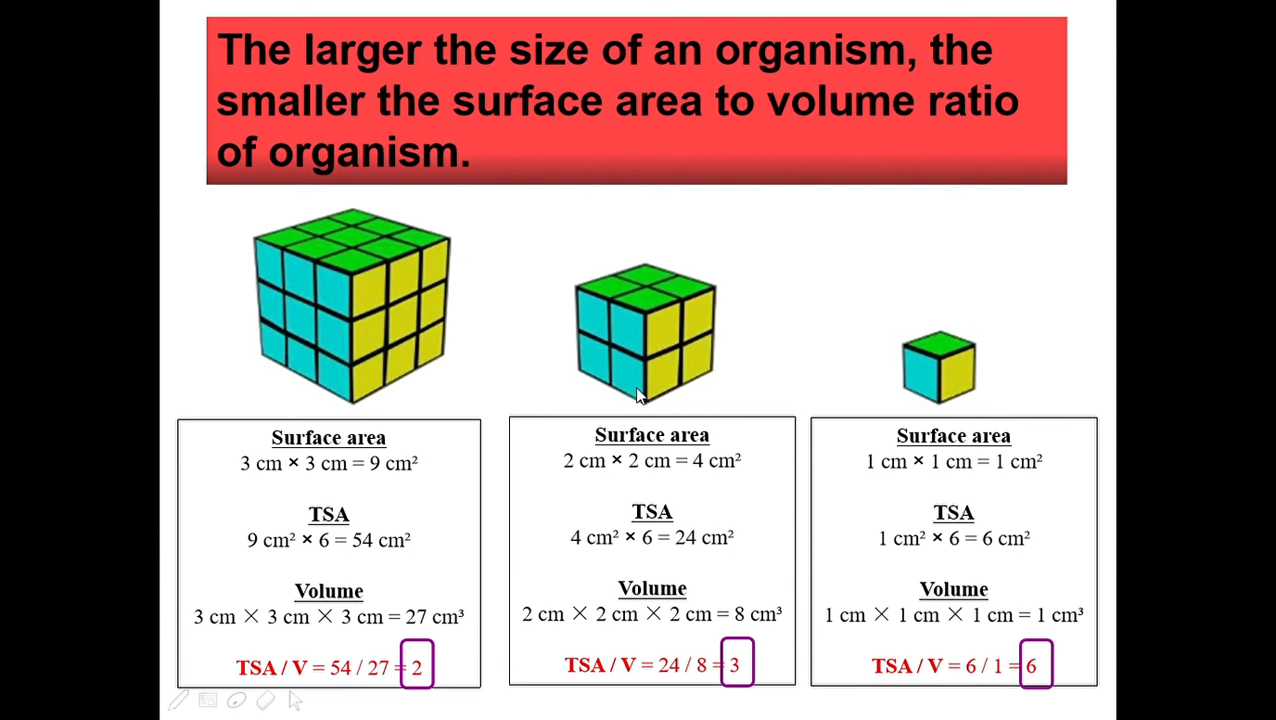 The larger the size of an organism, the
smaller the surface area to volume ratio
of organism.
Surface area
3 cm × 3 cm = 9 cm²
TSA
9 cm² × 6 = 54 cm²
Volume
3 cm × 3 cm × 3 cm = 27 cm³
TSA / V = 54 / 27 = 2
Surface area
2 cm × 2 cm = 4 cm²
TSA
4 cm² × 6 = 24 cm²
Volume
2 cm × 2 cm × 2 cm = 8 cm³
TSA / V = 24 / 8 = 3
Surface area
1 cm × 1 cm = 1 cm²
TSA
1 cm² × 6 = 6 cm²
Volume
1 cm × 1 cm × 1 cm = 1 cm³
TSA / V = 6 / 1 = 6